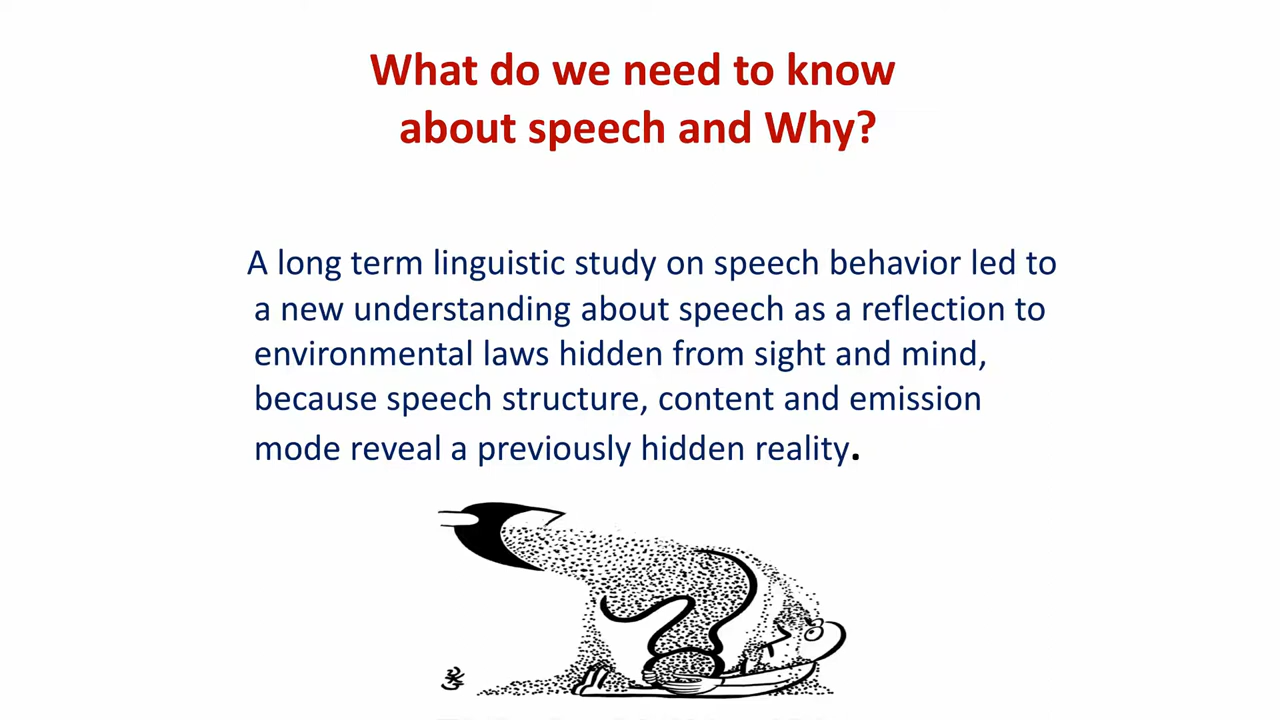 What do we need to know
about speech and Why?
A long term linguistic study on speech behavior led to
a new understanding about speech as a reflection to
environmental laws hidden from sight and mind,
because speech structure, content and emission
mode reveal a previously hidden reality.